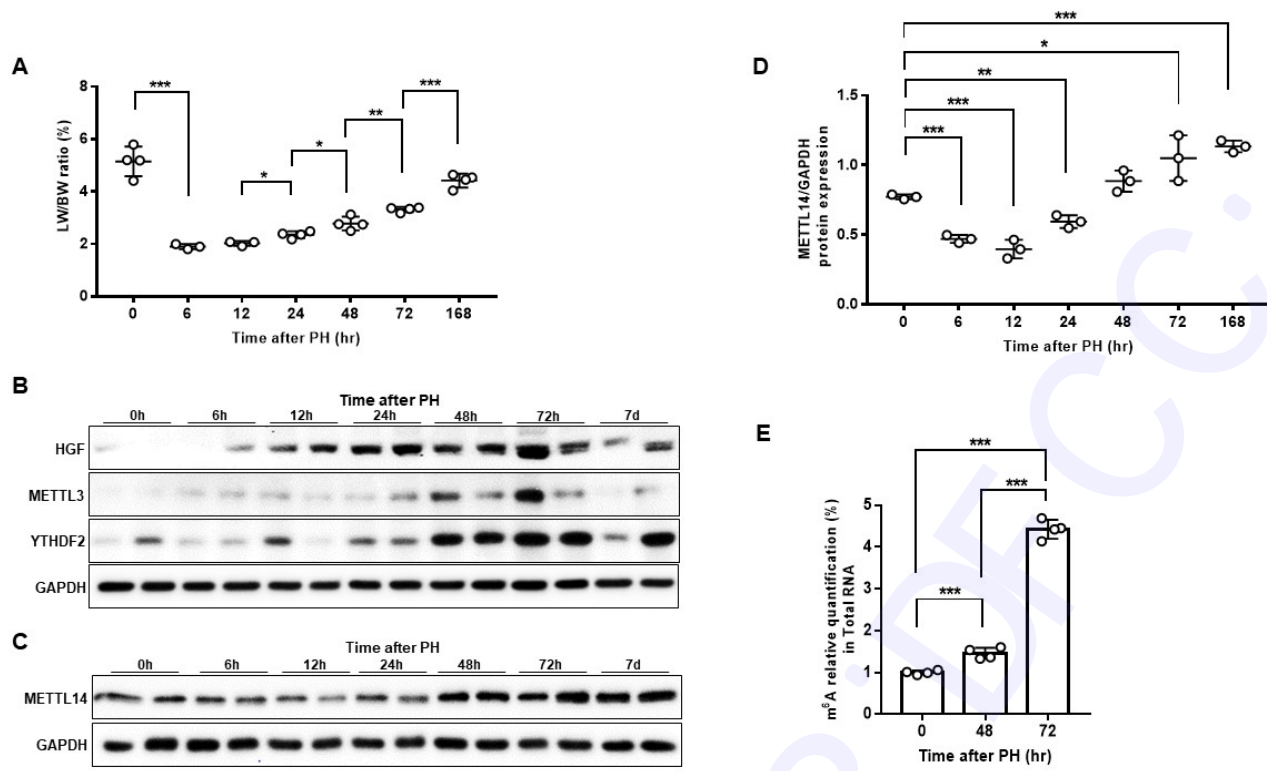 A
LW/BW ratio (%)
8
6
4
2
0
***
*
*
**
***
0 6 12 24 48 72 168
Time after PH (hr)
B
Time after PH
0h 6h 12h 24h 48h 72h 7d
HGF
METTL3
YTHDF2
GAPDH
C
Time after PH
0h 6h 12h 24h 48h 72h 7d
METTL14
GAPDH
D
METTL14/GAPDH
protein expression
1.5
1.0
0.5
0.0
***
*
**
***
***
0 6 12 24 48 72 168
Time after PH (hr)
E
m⁶A relative quantification (%)
in Total RNA
5
4
3
2
1
0
***
***
***
0 48 72
Time after PH (hr)